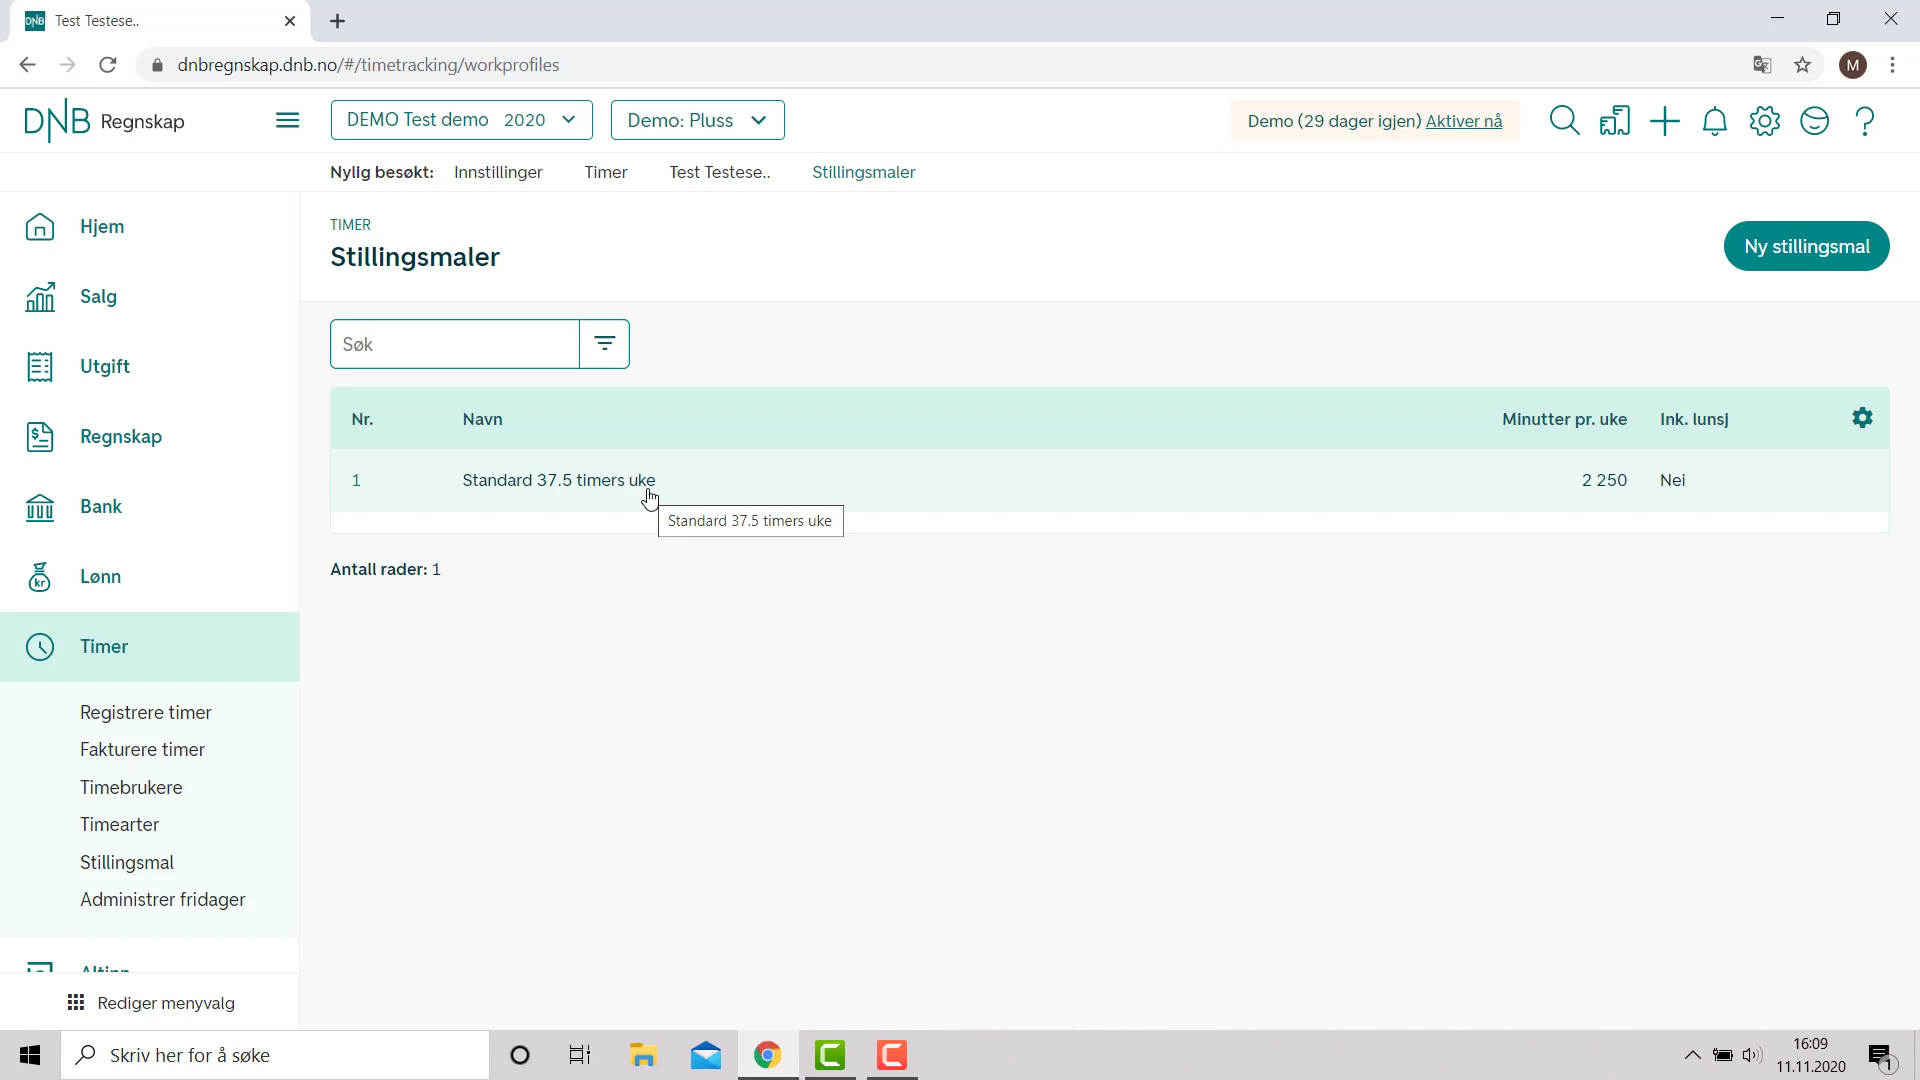 DNB Test Testese..
dnbregnskap.dnb.no/#/timetracking/workprofiles
M
DNB Regnskap
DEMO Test demo 2020
Demo: Pluss
Demo (29 dager igjen) Aktiver nå
Nylig besøkt: Innstillinger Timer Test Testese.. Stillingsmaler
Hjem
Salg
Utgift
Regnskap
Bank
Lønn
Timer
Registrere timer
Fakturere timer
Timebrukere
Timearter
Stillingsmal
Administrer fridager
Altinn
Rediger menyvalg
TIMER
Stillingsmaler
Ny stillingsmal
Søk
Nr. Navn Minutter pr. uke Ink. lunsj
1 Standard 37.5 timers uke 2 250 Nei
Standard 37.5 timers uke
Antall rader: 1
Skriv her for å søke
16:09
11.11.2020
1